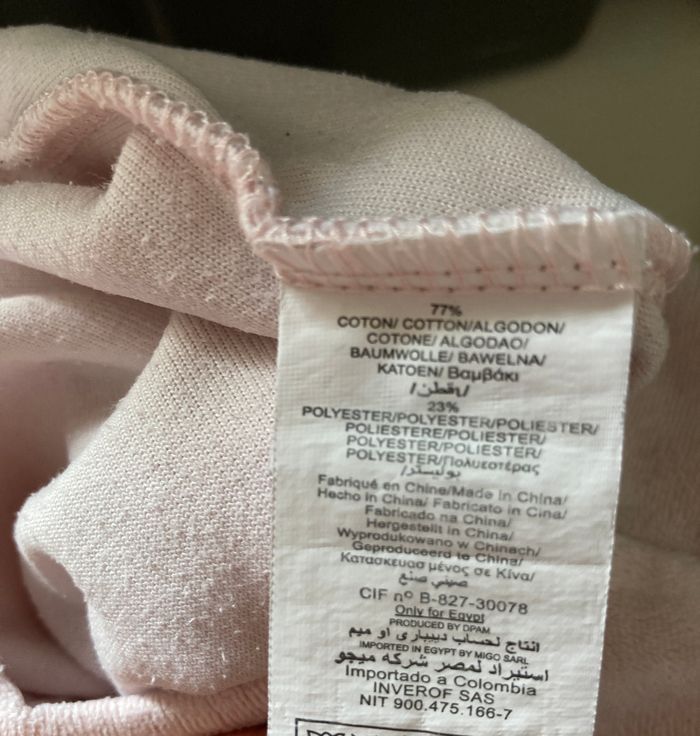 77%
COTON/ COTTON/ALGODON/
COTONE/ ALGODAO/
BAUMWOLLE/ BAWELNA/
KATOEN/ Βαμβάκι
/قطن/
23%
POLYESTER/POLYESTER/POLIESTER/
POLIESTERE/POLIESTER/
POLYESTER/POLIESTER/
POLYESTER/Πολυεστέρας
/بوليستر
Fabriqué en Chine/Made in China/
Hecho in China/ Fabricato in Cina/
Fabricado na China/
Hergestellt in China/
Wyprodukowano w Chinach/
Geproduceerd te China/
Κατασκευασ μένος σε Κίνα/
صيني صنع
CIF nº B-827-30078
Only for Egypt
PRODUCED BY DPAM
انتاج لحساب ديبارى او ميم
IMPORTED IN EGYPT BY MIGO SARL
استيراد لمصر شركه ميجو
Importado a Colombia
INVEROF SAS
NIT 900.475.166-7